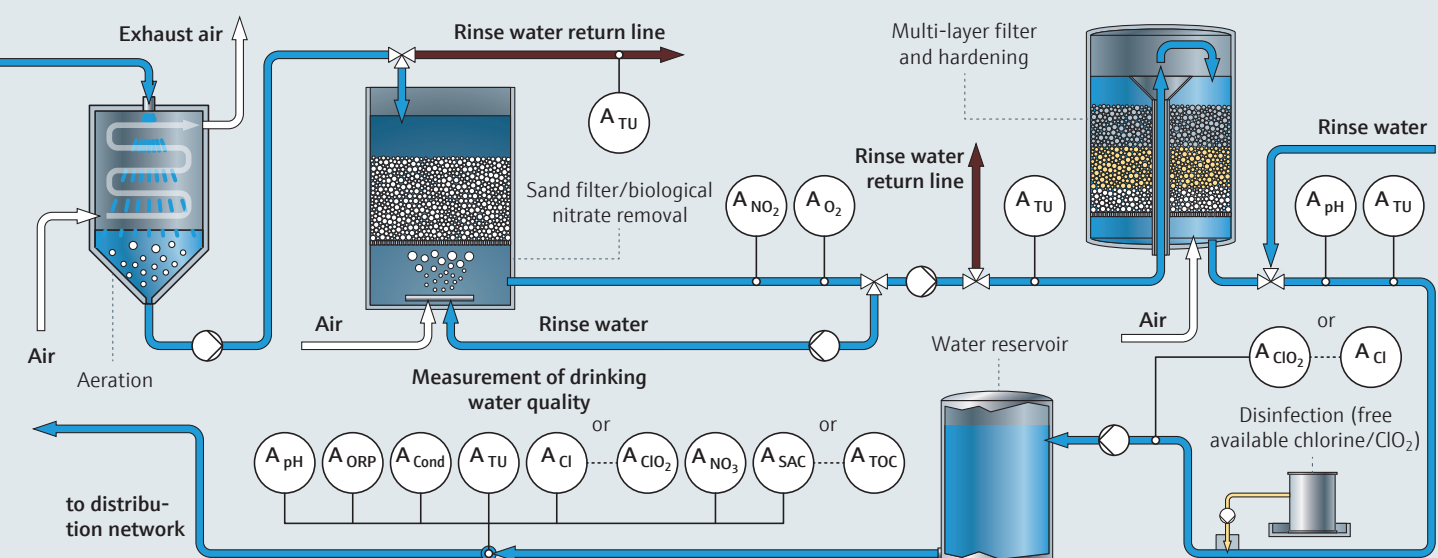 Exhaust air
Rinse water return line
A TU
Multi-layer filter
and hardening
Rinse water
Rinse water
return line
Sand filter/biological
nitrate removal
A NO₂
A O₂
A TU
A pH
A TU
Air
Aeration
Air
Rinse water
Air
Water reservoir
or
A ClO₂
A Cl
Measurement of drinking
water quality
Disinfection (free
available chlorine/ClO₂)
or
or
A pH
A ORP
A Cond
A TU
A Cl
A ClO₂
A NO₃
A SAC
A TOC
to distribu-
tion network